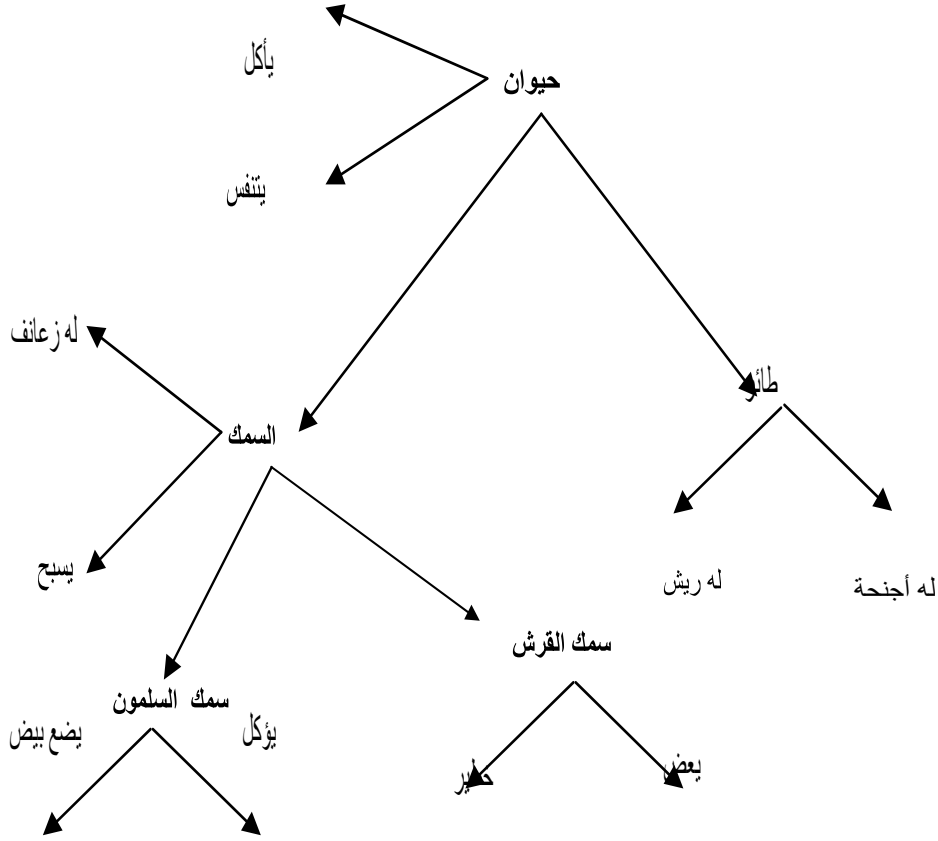 حيوان
يأكل
يتنفس
السمك
له زعانف
يسبح
طائر
له ريش
له أجنحة
سمك القرش
خطير
يعض
سمك السلمون
يضع بيض
يؤكل